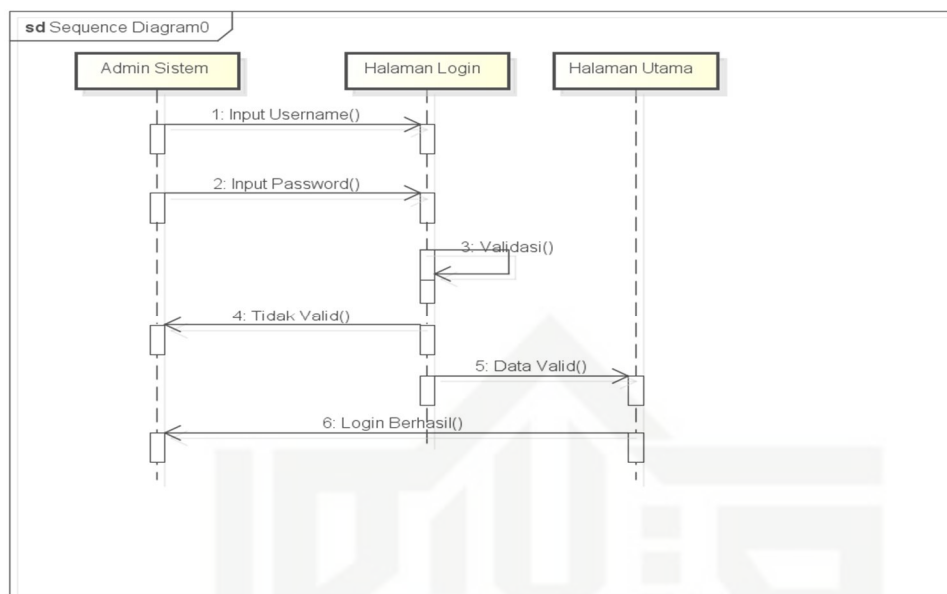 sd Sequence Diagram0
Admin Sistem
Halaman Login
Halaman Utama
1: Input Username()
2: Input Password()
3: Validasi()
4: Tidak Valid()
5: Data Valid()
6: Login Berhasil()